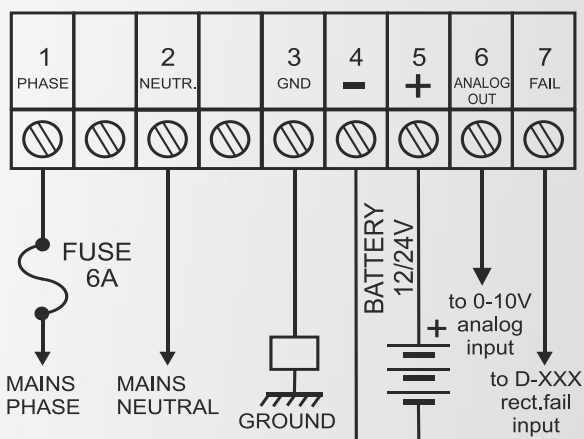 1 2 3 4 5 6 7
PHASE NEUTR. GND - + ANALOG OUT FAIL
FUSE
6A
BATTERY
12/24V
to 0-10V
analog
input
+
MAINS
PHASE
MAINS
NEUTRAL
GROUND
to D-XXX
rect.fail
input